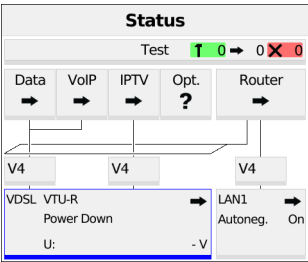 Status
Test 0 0 0
Data VoIP IPTV Opt. Router
?
V4 V4 V4
VDSL VTU-R LAN1
Power Down Autoneg. On
U: - V